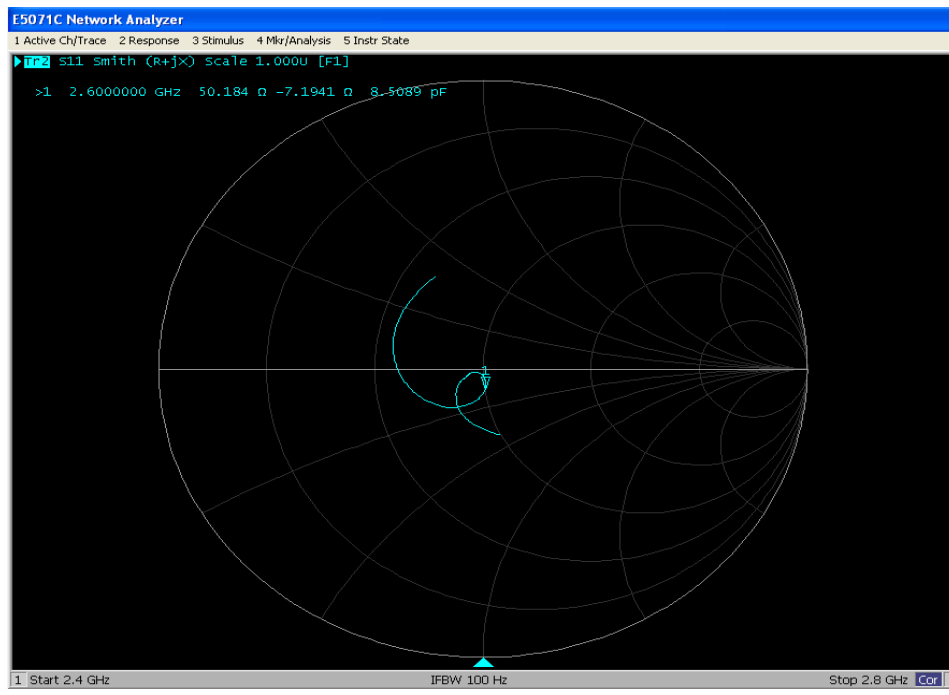 E5071C Network Analyzer
1 Active Ch/Trace 2 Response 3 Stimulus 4 Mkr/Analysis 5 Instr State
Tr2 S11 Smith (R+jX) Scale 1.000U [F1]
>1 2.6000000 GHz 50.184 Ω -7.1941 Ω 8.5089 pF
1
1 Start 2.4 GHz IFBW 100 Hz Stop 2.8 GHz Cor